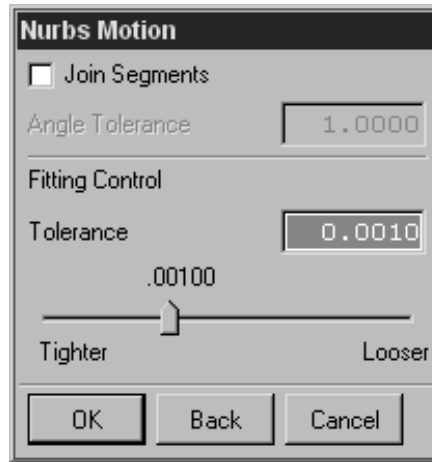 Nurbs Motion
Join Segments
Angle Tolerance 1.0000
Fitting Control
Tolerance 0.0010
.00100
Tighter Looser
OK Back Cancel